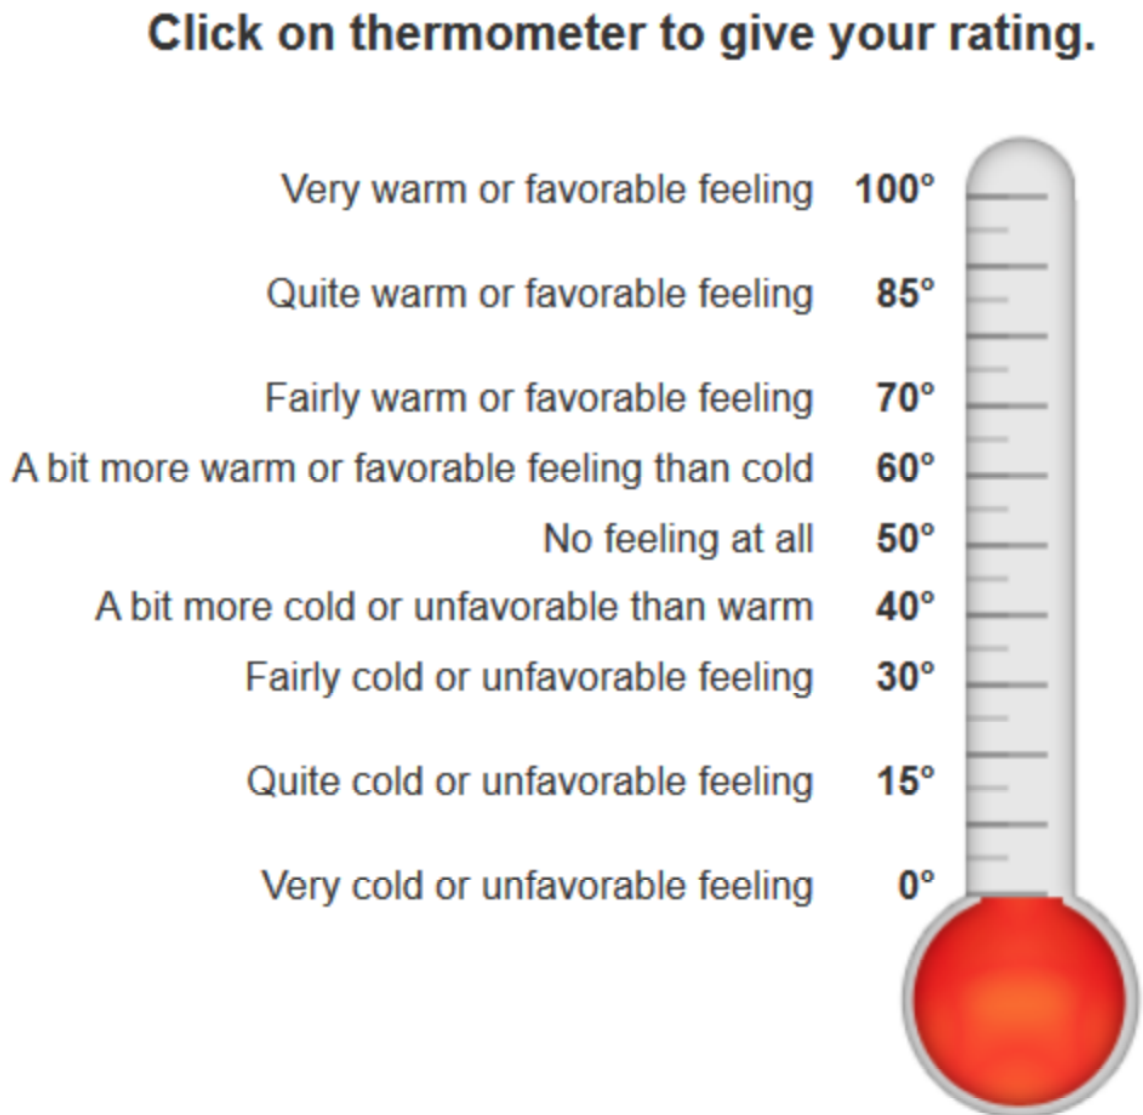 Click on thermometer to give your rating.
Very warm or favorable feeling 100°
Quite warm or favorable feeling 85°
Fairly warm or favorable feeling 70°
A bit more warm or favorable feeling than cold 60°
No feeling at all 50°
A bit more cold or unfavorable than warm 40°
Fairly cold or unfavorable feeling 30°
Quite cold or unfavorable feeling 15°
Very cold or unfavorable feeling 0°